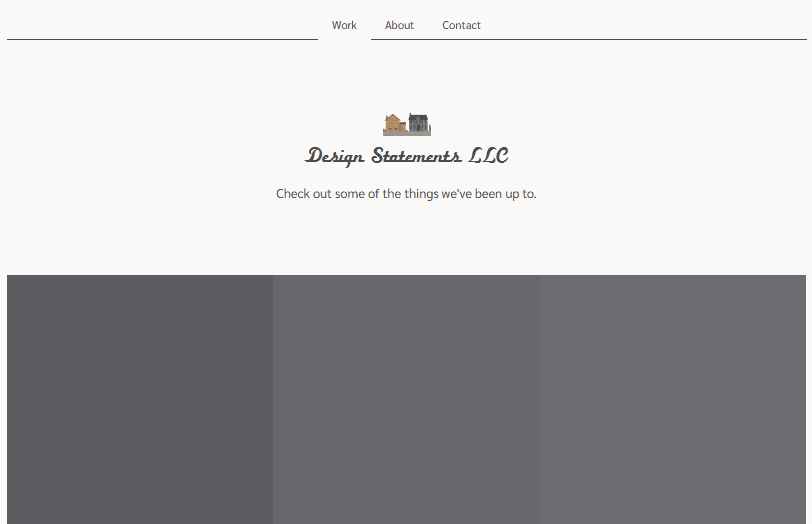 Work
About
Contact
Design Statements LLC
Check out some of the things we've been up to.